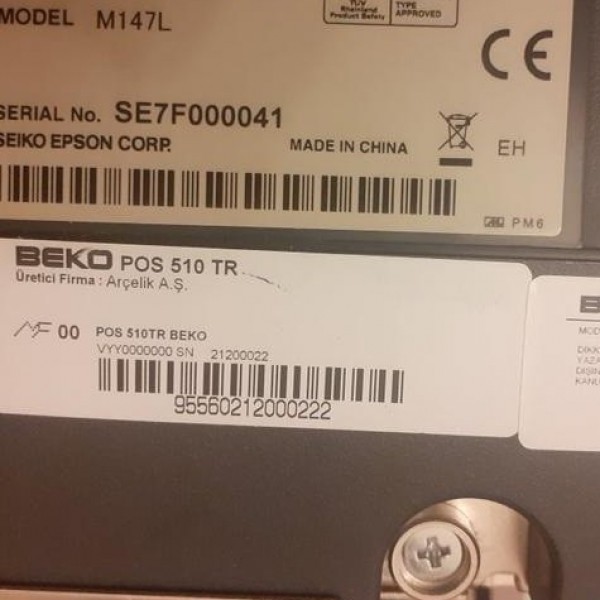 TÜV
Rheinland
Product Safety
TYPE
APPROVED
MODEL M147L
CE
SERIAL No. SE7F000041
SEIKO EPSON CORP.
MADE IN CHINA
EH
PM6
BEKO POS 510 TR
Üretici Firma : Arçelik A.Ş.
MF 00 POS 510TR BEKO
VYY0000000 SN 21200022
95560212000222